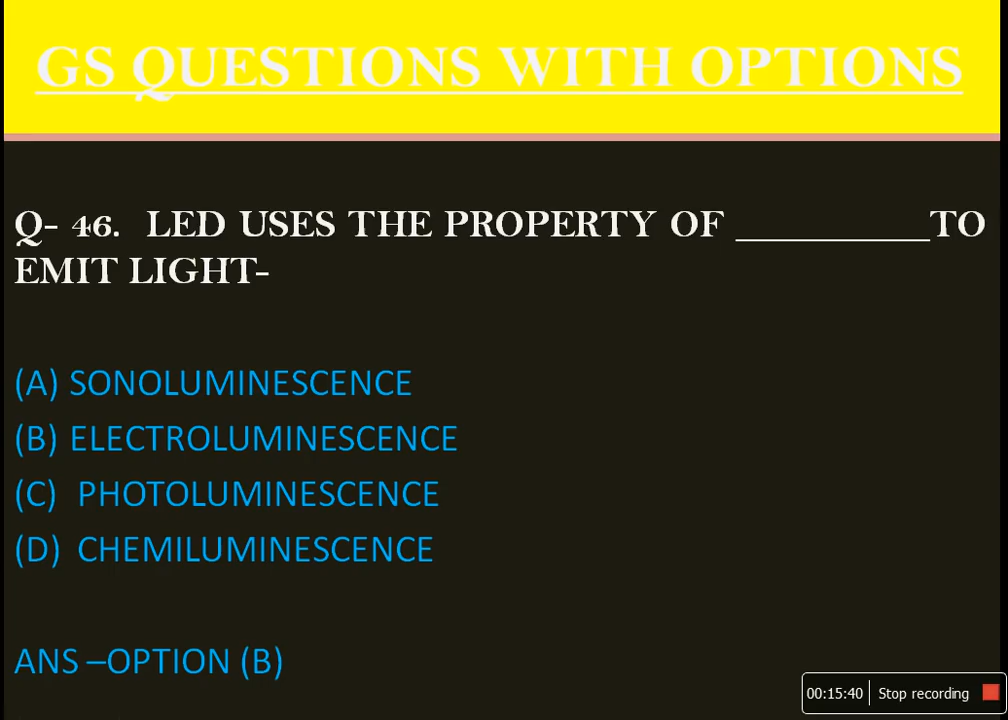 GS QUESTIONS WITH OPTIONS
Q- 46. LED USES THE PROPERTY OF __________TO
EMIT LIGHT-
(A) SONOLUMINESCENCE
(B) ELECTROLUMINESCENCE
(C) PHOTOLUMINESCENCE
(D) CHEMILUMINESCENCE
ANS –OPTION (B)
00:15:40 Stop recording